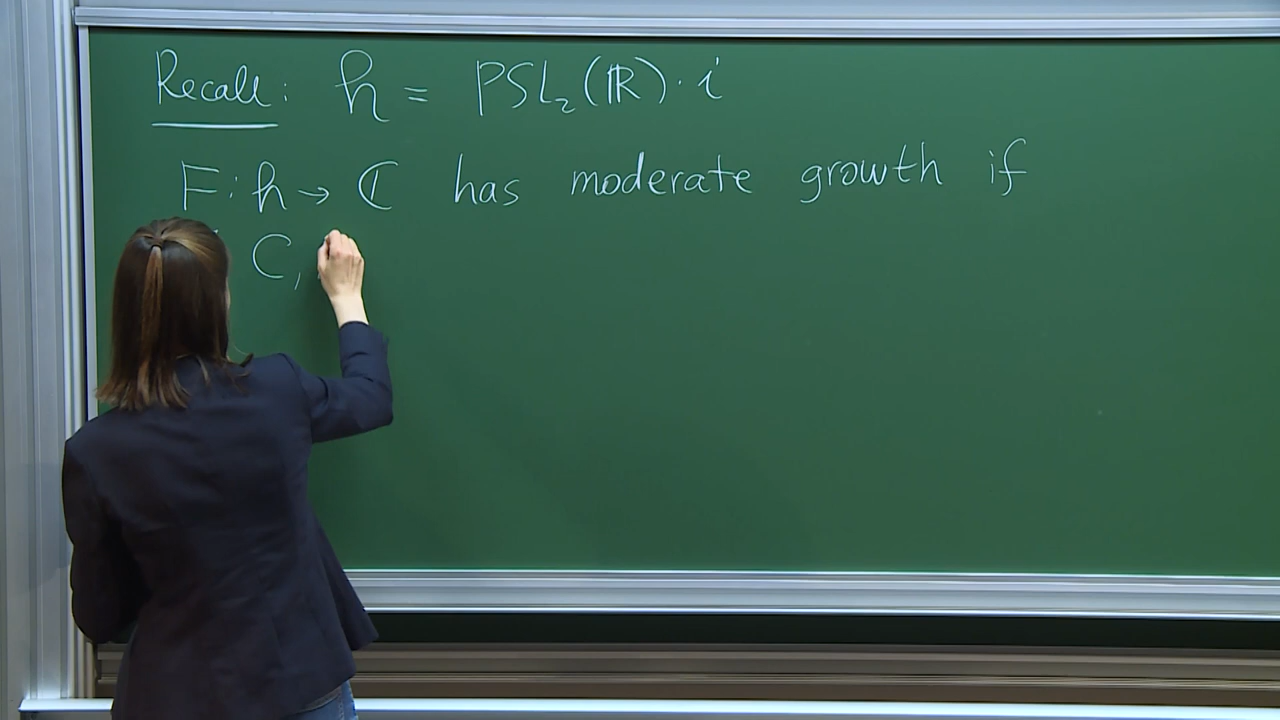 Recall: h = PSL₂(ℝ)·i
F: h → ℂ has moderate growth if
C,